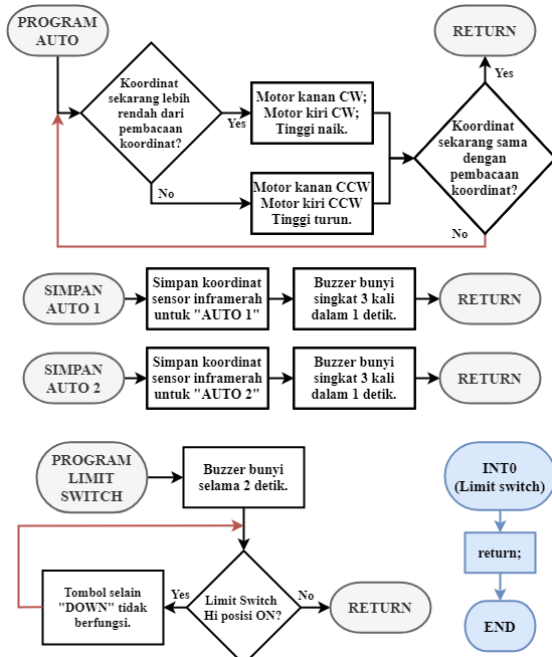 PROGRAM
AUTO
RETURN
Koordinat
sekarang lebih
rendah dari
pembacaan
koordinat?
Yes
Motor kanan CW;
Motor kiri CW;
Tinggi naik.
Yes
Koordinat
sekarang sama
dengan
pembacaan
koordinat?
No
Motor kanan CCW
Motor kiri CCW
Tinggi turun.
No
SIMPAN
AUTO 1
Simpan koordinat
sensor inframerah
untuk "AUTO 1"
Buzzer bunyi
singkat 3 kali
dalam 1 detik.
RETURN
SIMPAN
AUTO 2
Simpan koordinat
sensor inframerah
untuk "AUTO 2"
Buzzer bunyi
singkat 3 kali
dalam 1 detik.
RETURN
PROGRAM
LIMIT
SWITCH
Buzzer bunyi
selama 2 detik.
Limit Switch
Hi posisi ON?
Yes
Tombol selain
"DOWN" tidak
berfungsi.
No
RETURN
INT0
(Limit switch)
return;
END